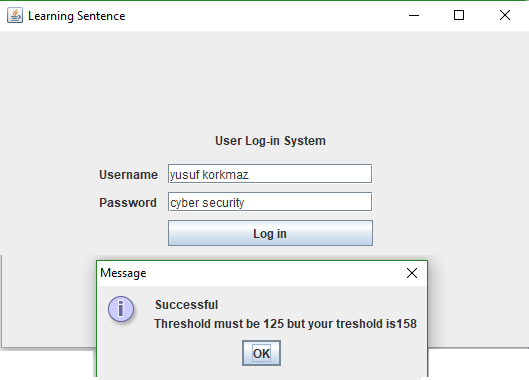 Learning Sentence
User Log-in System
Username yusuf korkmaz
Password cyber security
Log in
Message
Successful
Threshold must be 125 but your treshold is158
OK